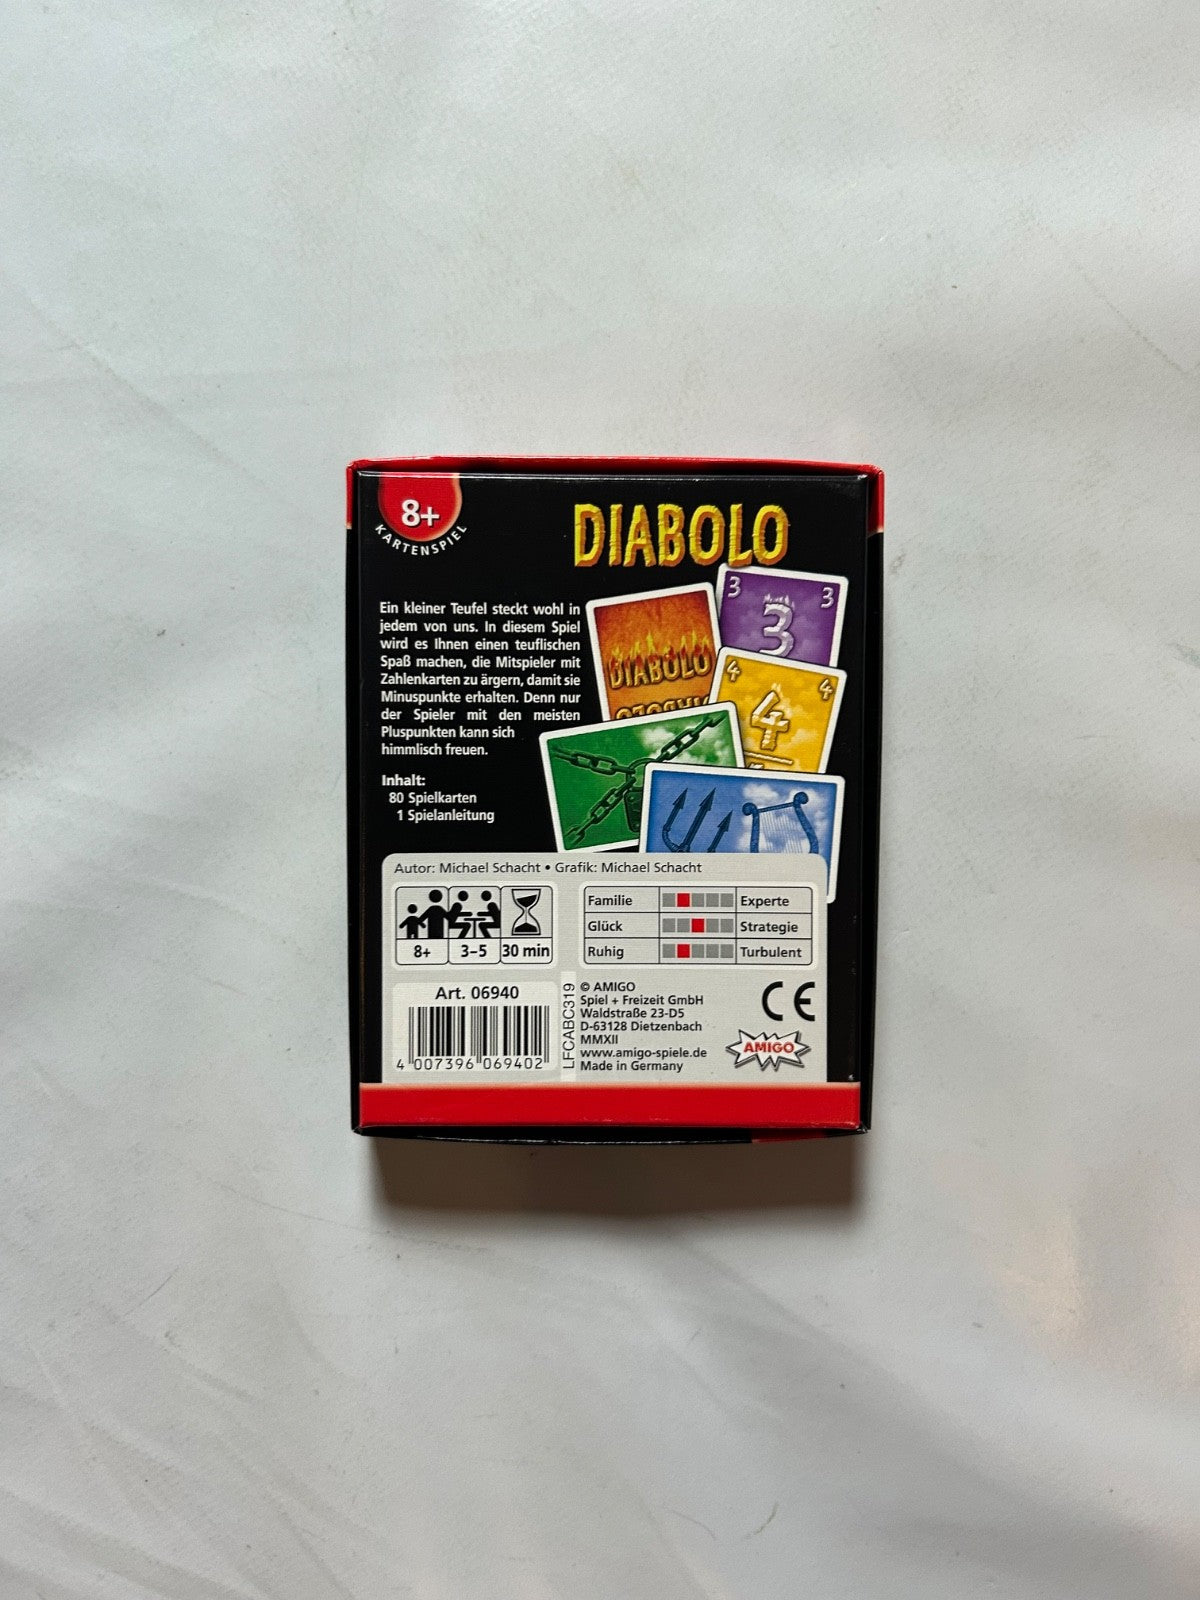 8+
KARTENSPIEL
DIABOLO
Ein kleiner Teufel steckt wohl in
jedem von uns. In diesem Spiel
wird es Ihnen einen teuflischen
Spaß machen, die Mitspieler mit
Zahlenkarten zu ärgern, damit sie
Minuspunkte erhalten. Denn nur
der Spieler mit den meisten
Pluspunkten kann sich
himmlisch freuen.
3
3
3
DIABOLO
DIABOLO
4
4
4
Inhalt:
80 Spielkarten
1 Spielanleitung
Autor: Michael Schacht • Grafik: Michael Schacht
8+ 3–5 30 min
Familie Experte
Glück Strategie
Ruhig Turbulent
Art. 06940
4 007396 069402
LFCABC319
© AMIGO
Spiel + Freizeit GmbH
Waldstraße 23-D5
D-63128 Dietzenbach
MMXII
www.amigo-spiele.de
Made in Germany
CE
AMIGO